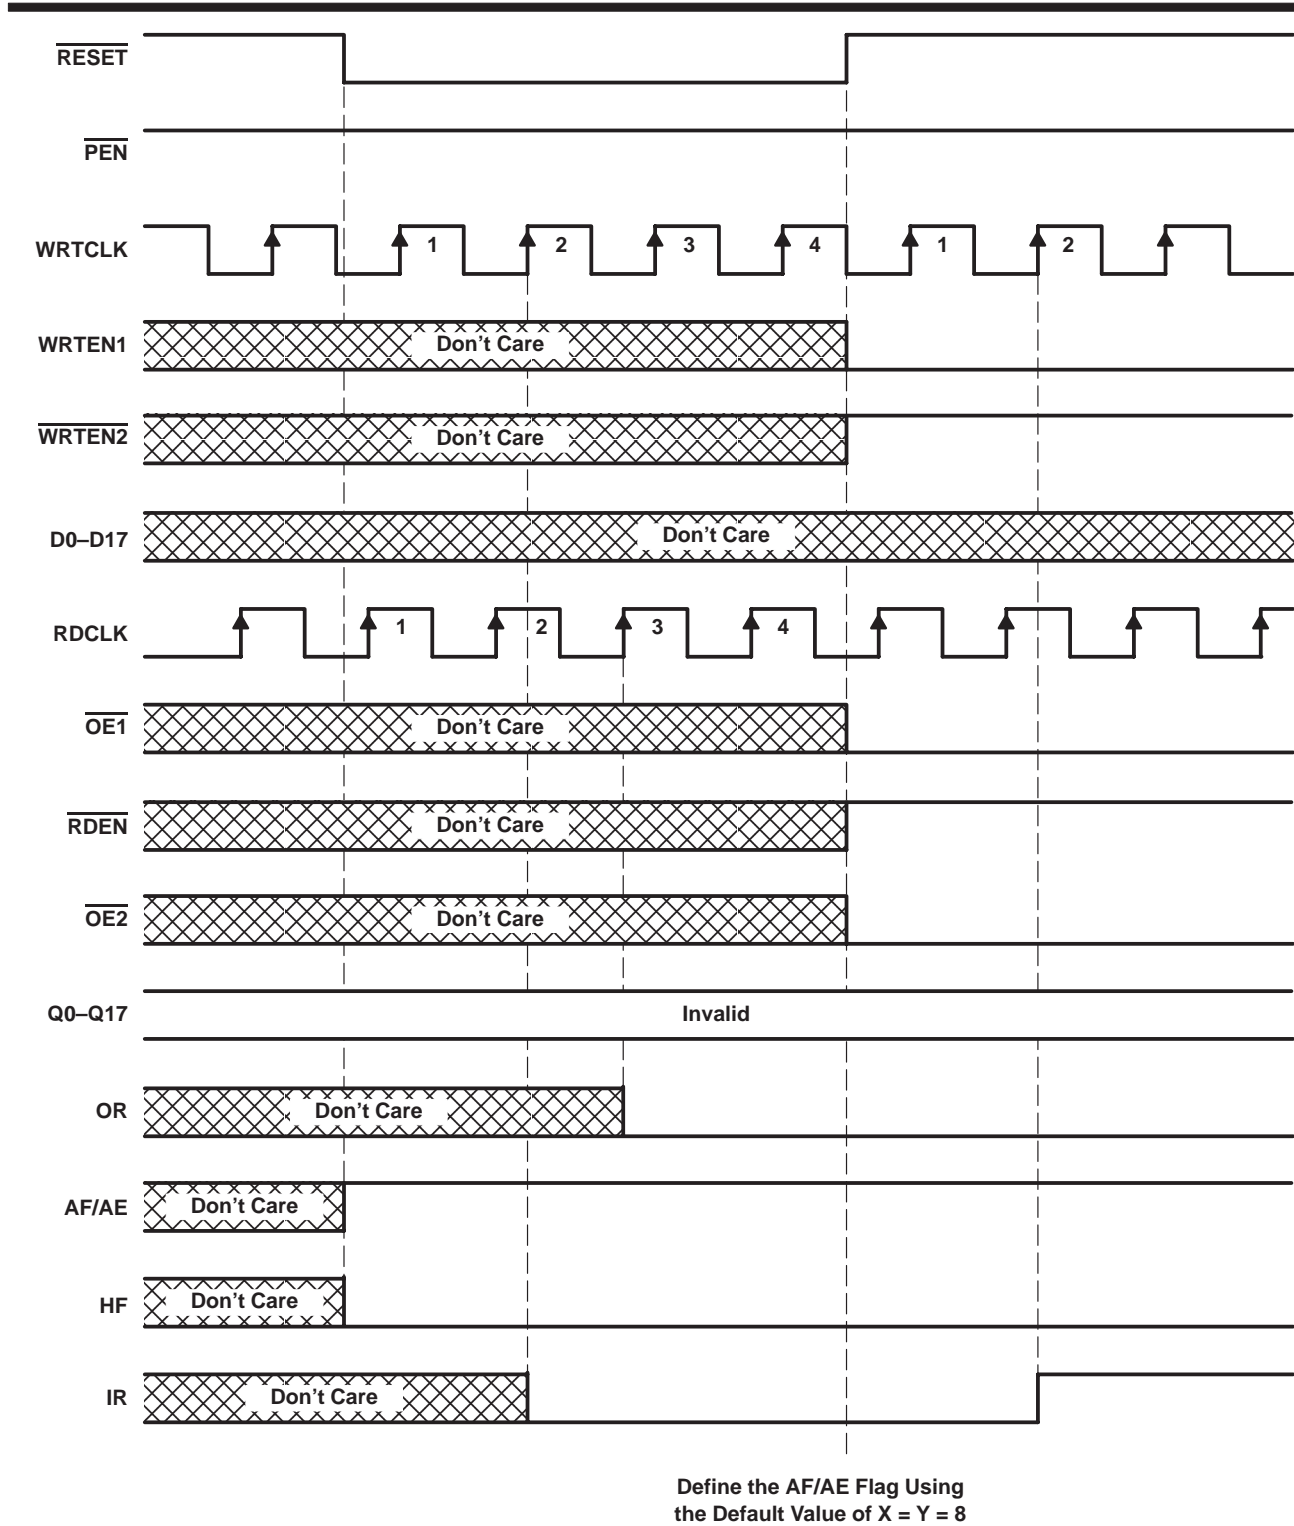 RESET
PEN
WRTCLK 1 2 3 4 1 2
WRTEN1 Don't Care
WRTEN2 Don't Care
D0–D17 Don't Care
RDCLK 1 2 3 4
OE1 Don't Care
RDEN Don't Care
OE2 Don't Care
Q0–Q17 Invalid
OR Don't Care
AF/AE Don't Care
HF Don't Care
IR Don't Care
Define the AF/AE Flag Using
the Default Value of X = Y = 8